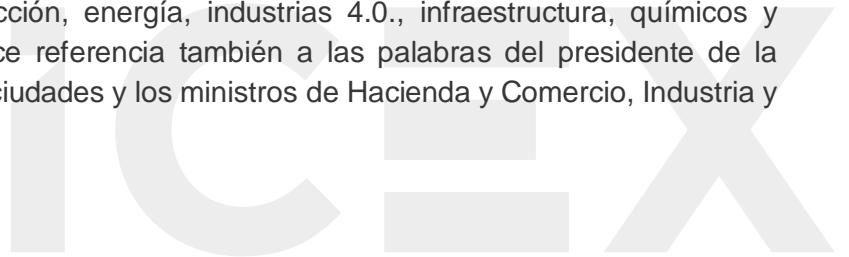 cción, energía, industrias 4.0., infraestructura, químicos y
ce referencia también a las palabras del presidente de la
ciudades y los ministros de Hacienda y Comercio, Industria y
ICEX